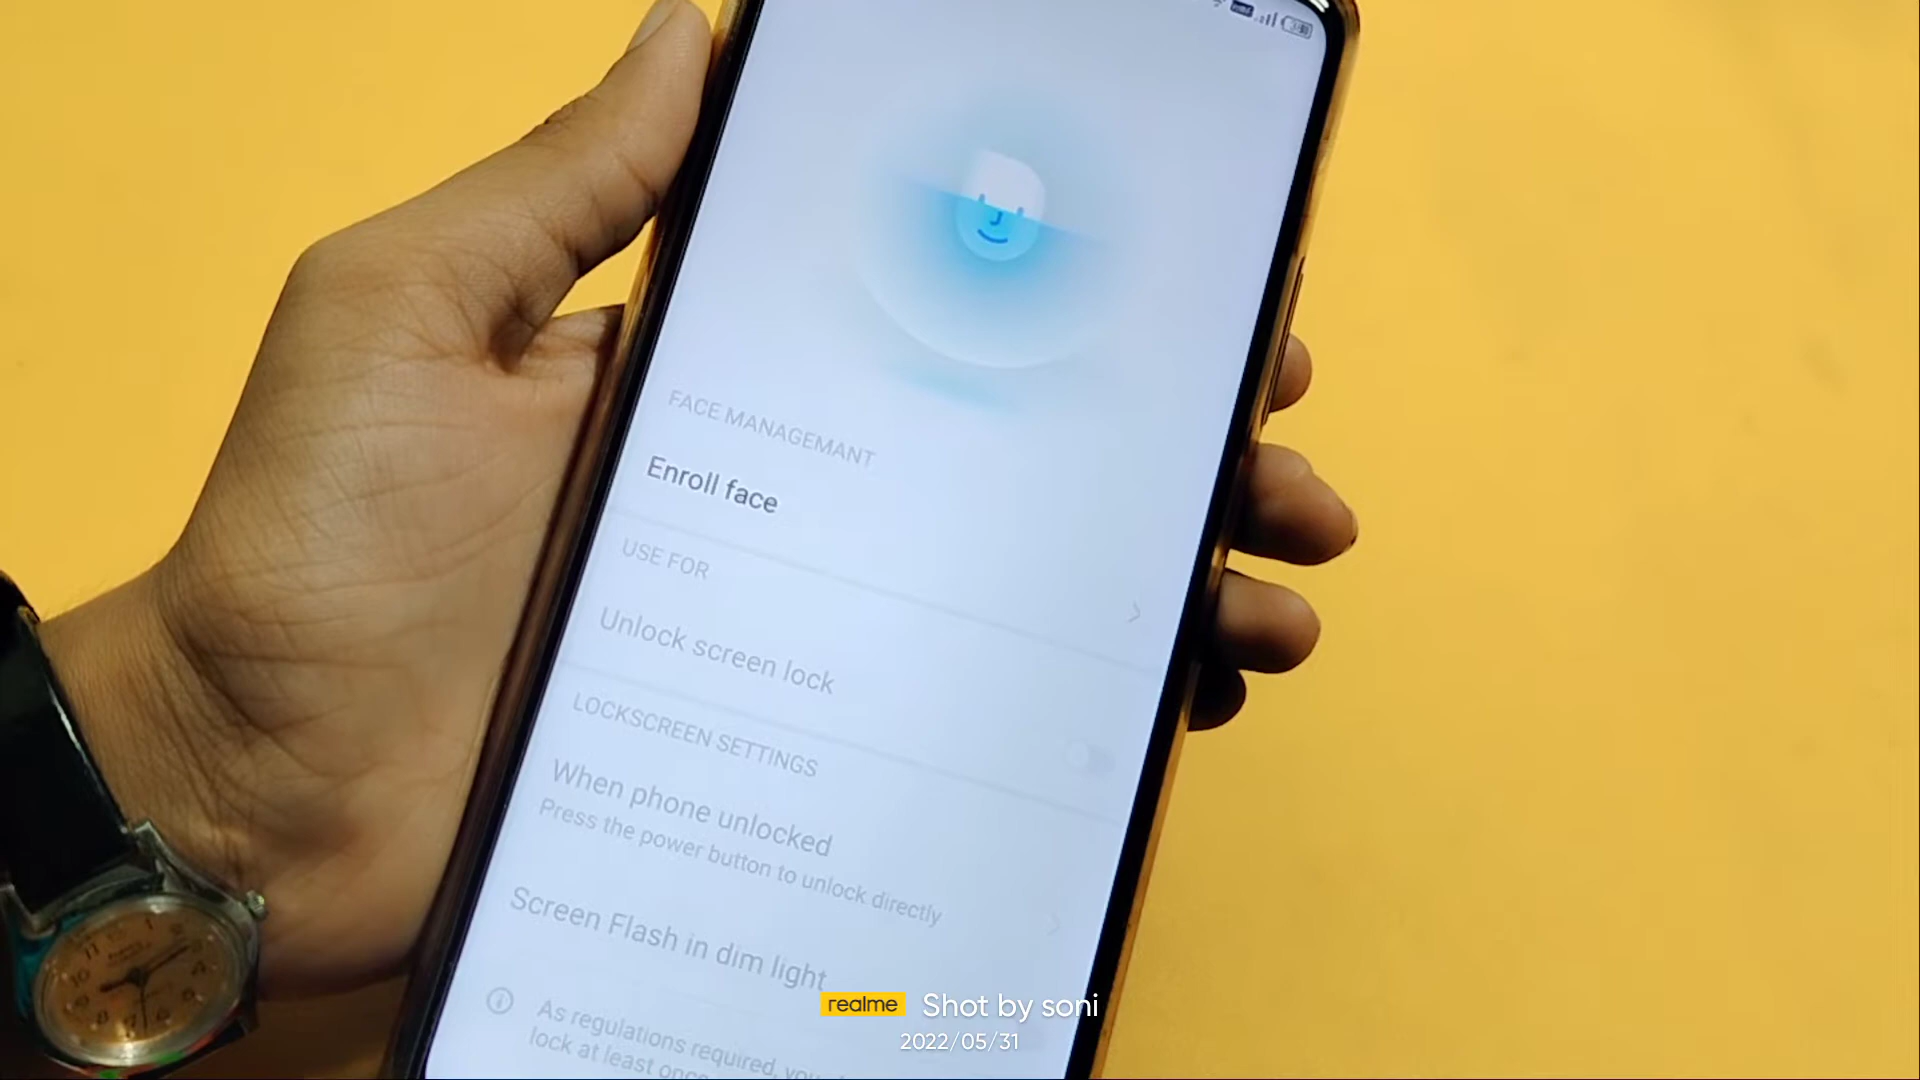 FACE MANAGEMANT
Enroll face
USE FOR
Unlock screen lock
LOCKSCREEN SETTINGS
When phone unlocked
Press the power button to unlock directly
Screen Flash in dim light
As regulations required, you
lock at least once
realme Shot by soni
2022/05/31